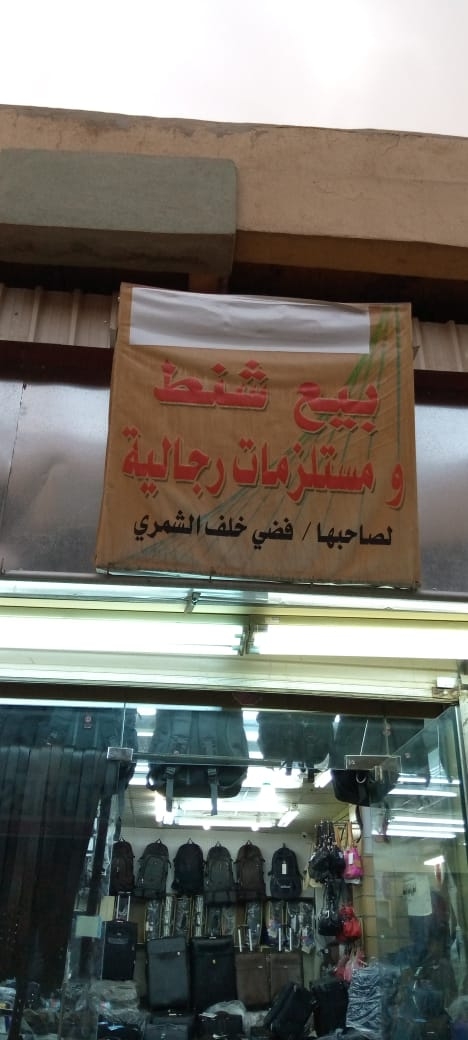 بيع شنط
و مستلزمات رجالية
لصاحبها / فضي خلف الشمري